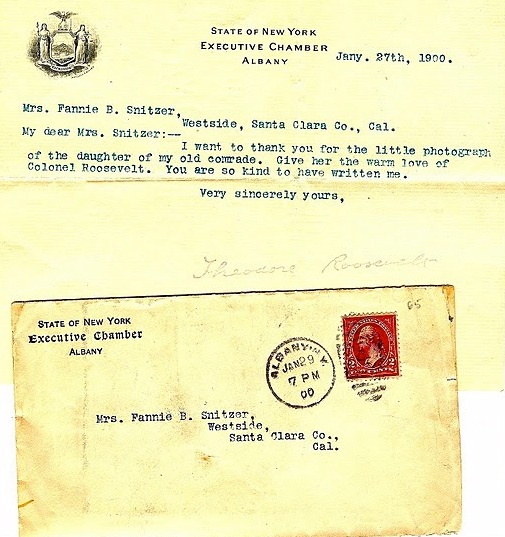 STATE OF NEW YORK
EXECUTIVE CHAMBER
ALBANY
Jany. 27th, 1900.
Mrs. Fannie B. Snitzer,
Westside, Santa Clara Co., Cal.
My dear Mrs. Snitzer:--
I want to thank you for the little photograph
of the daughter of my old comrade. Give her the warm love of
Colonel Roosevelt. You are so kind to have written me.
Very sincerely yours,
Theodore Roosevelt
65
STATE OF NEW YORK
Executive Chamber
ALBANY
ALBANY N.Y.
JAN 29
7 PM
00
2 2
CENTS
Mrs. Fannie B. Snitzer,
Westside,
Santa Clara Co.,
Cal.